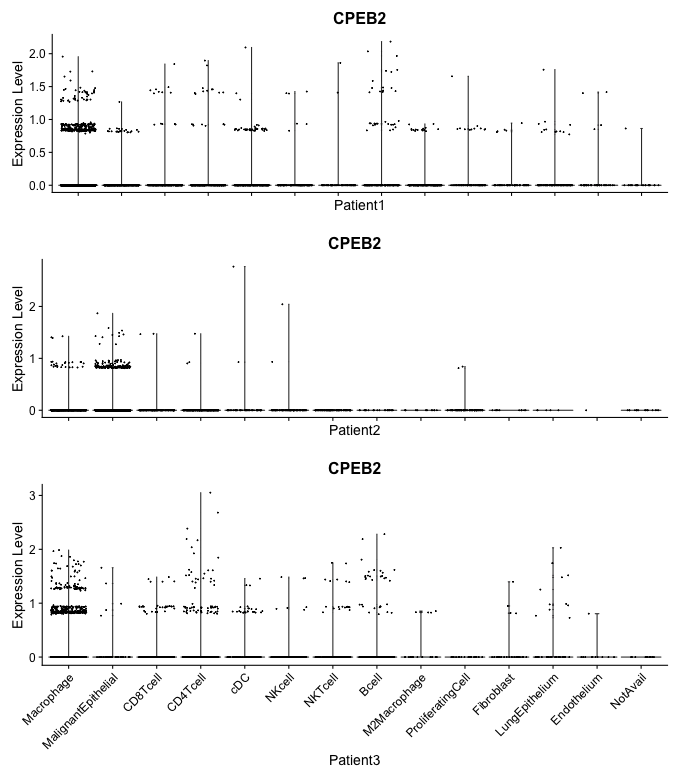 CPEB2
Expression Level
2.0
1.5
1.0
0.5
0.0
Patient1
CPEB2
Expression Level
2
1
0
Patient2
CPEB2
Expression Level
3
2
1
0
Macrophage
MalignantEpithelial
CD8Tcell
CD4Tcell
cDC
NKcell
NKTcell
Bcell
M2Macrophage
ProliferatingCell
Fibroblast
LungEpithelium
Endothelium
NotAvail
Patient3